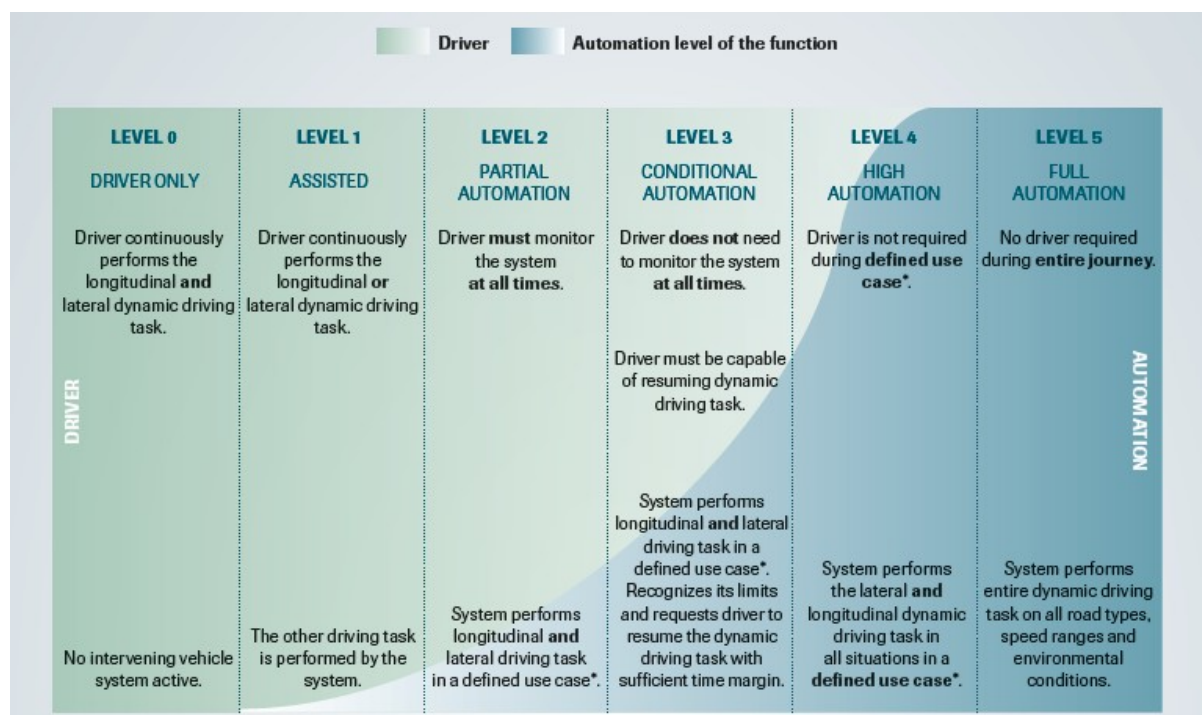 Driver
Automation level of the function
LEVEL 0
DRIVER ONLY
Driver continuously
performs the
longitudinal and
lateral dynamic driving
task.
No intervening vehicle
system active.
LEVEL 1
ASSISTED
Driver continuously
performs the
longitudinal or
lateral dynamic driving
task.
The other driving task
is performed by the
system.
LEVEL 2
PARTIAL
AUTOMATION
Driver must monitor
the system
at all times.
System performs
longitudinal and
lateral driving task
in a defined use case*.
LEVEL 3
CONDITIONAL
AUTOMATION
Driver does not need
to monitor the system
at all times.
Driver must be capable
of resuming dynamic
driving task.
System performs
longitudinal and lateral
driving task in a
defined use case*.
Recognizes its limits
and requests driver to
resume the dynamic
driving task with
sufficient time margin.
LEVEL 4
HIGH
AUTOMATION
Driver is not required
during defined use
case*.
System performs
the lateral and
longitudinal dynamic
driving task in
all situations in a
defined use case*.
LEVEL 5
FULL
AUTOMATION
No driver required
during entire journey.
System performs
entire dynamic driving
task on all road types,
speed ranges and
environmental
conditions.
DRIVER
AUTOMATION